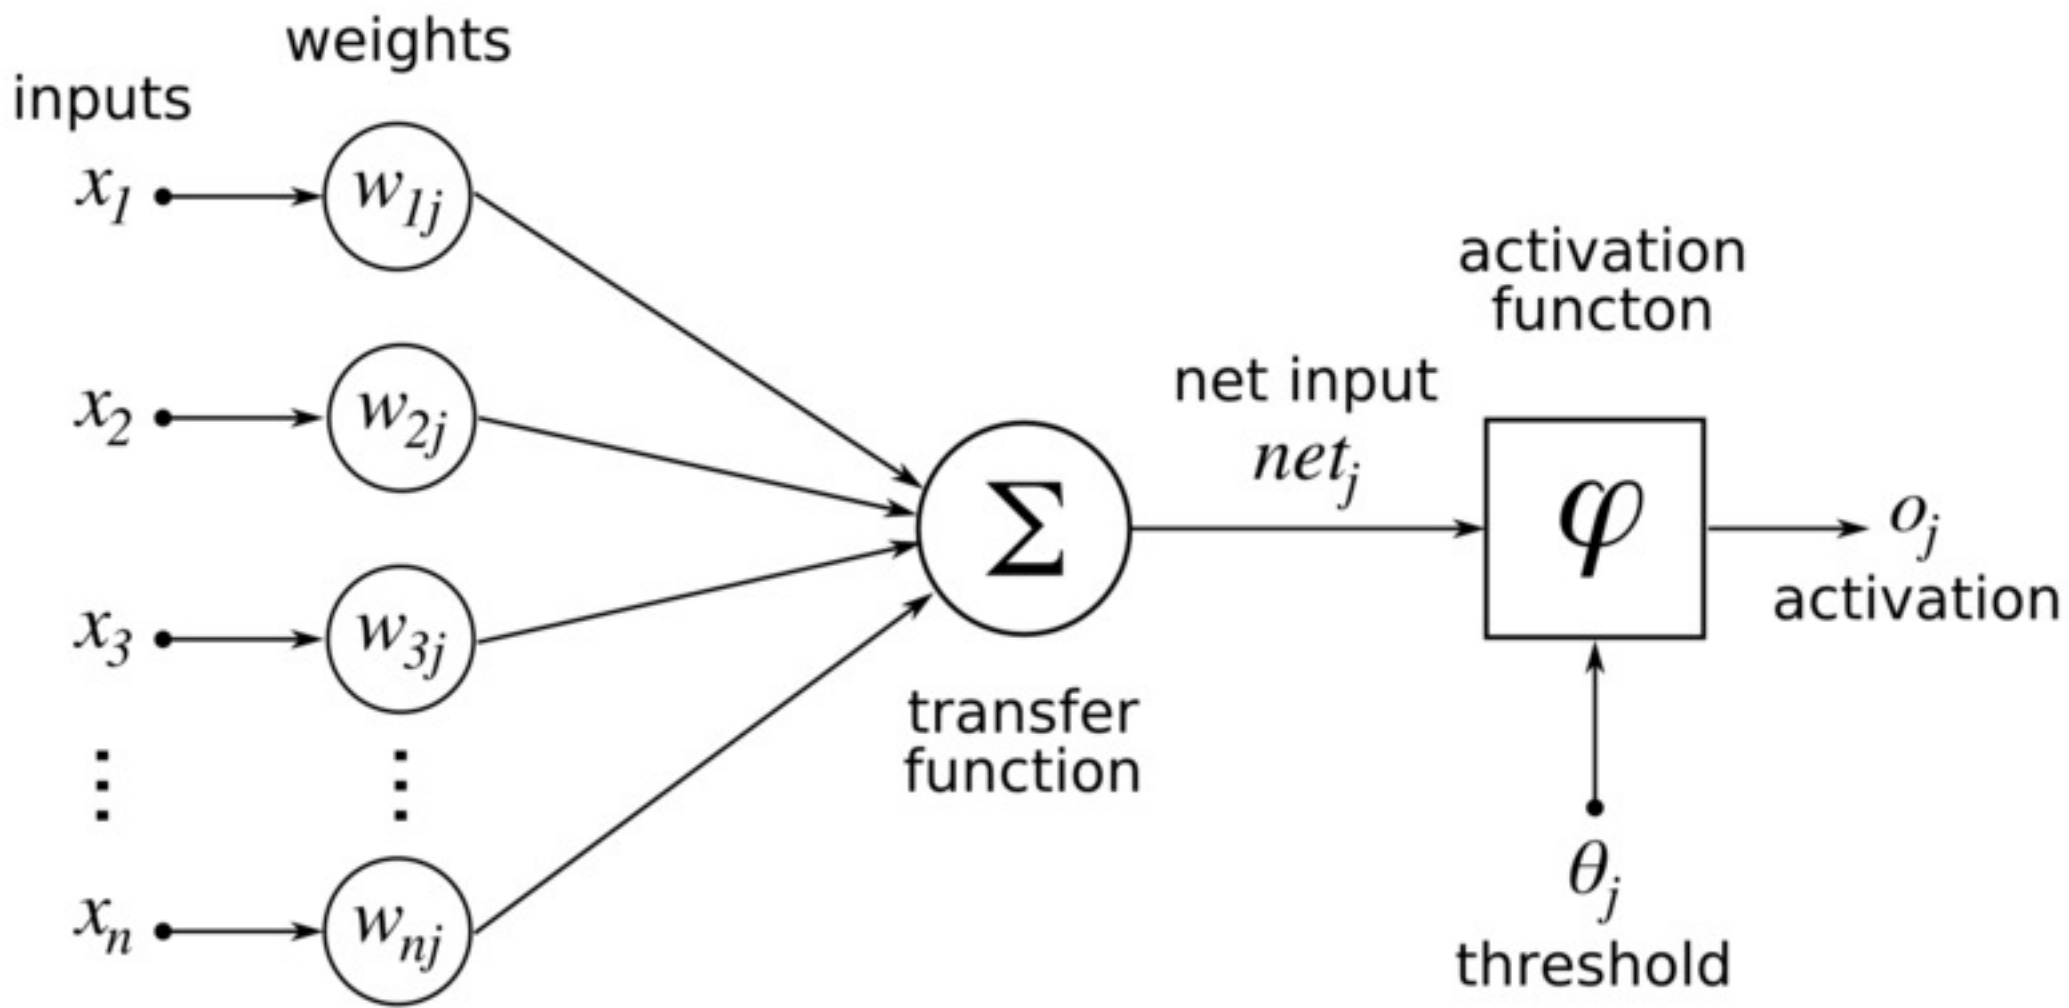 weights
inputs
x1
w1j
x2
w2j
x3
w3j
⋮ ⋮
xn
wnj
Σ
transfer
function
net input
netj
activation
functon
φ
oj
activation
θj
threshold